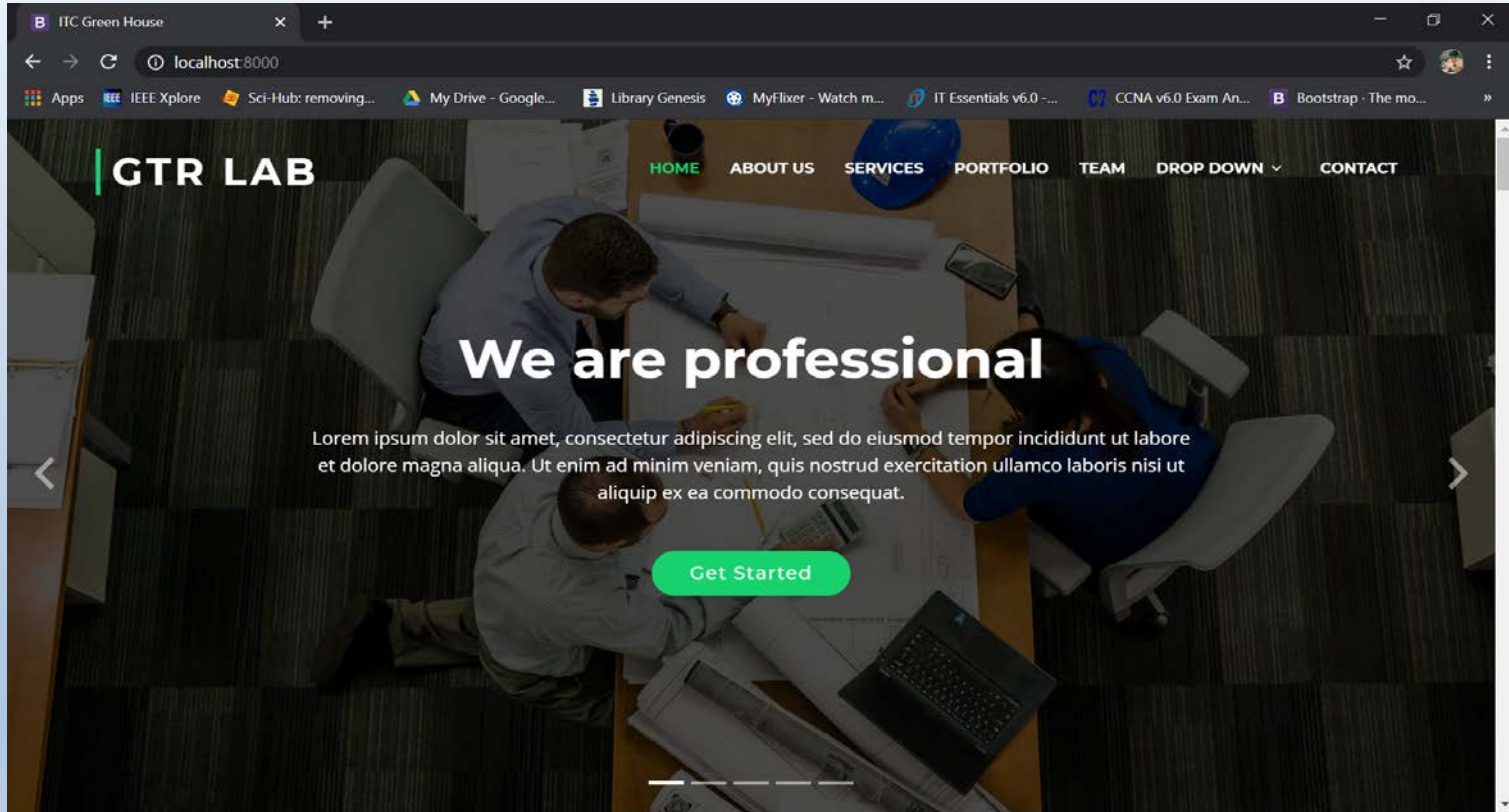 ITC Green House
localhost:8000
Apps IEEE Xplore Sci-Hub: removing... My Drive - Google... Library Genesis MyFlixer - Watch m... IT Essentials v6.0 -... CCNA v6.0 Exam An... Bootstrap · The mo... »
GTR LAB
HOME ABOUT US SERVICES PORTFOLIO TEAM DROP DOWN CONTACT
We are professional
Lorem ipsum dolor sit amet, consectetur adipiscing elit, sed do eiusmod tempor incididunt ut labore
et dolore magna aliqua. Ut enim ad minim veniam, quis nostrud exercitation ullamco laboris nisi ut
aliquip ex ea commodo consequat.
Get Started